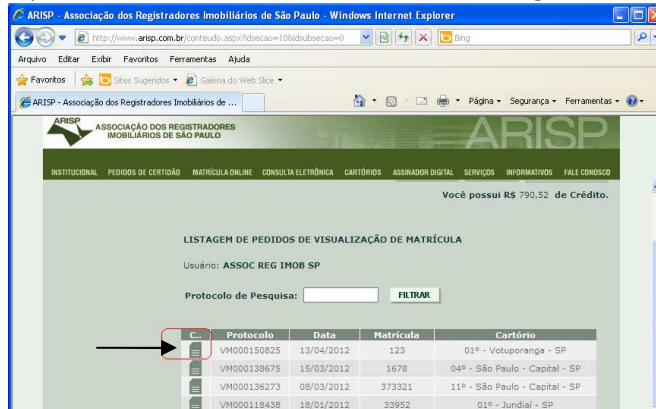 ARISP - Associação dos Registradores Imobiliários de São Paulo - Windows Internet Explorer
http://www.arisp.com.br/conteudo.aspx?idsecao=108&idsubsecao=0
Bing
Arquivo Editar Exibir Favoritos Ferramentas Ajuda
Favoritos Sites Sugeridos Galeria do Web Slice
ARISP - Associação dos Registradores Imobiliários de ... Página Segurança Ferramentas
ARISP
ASSOCIAÇÃO DOS REGISTRADORES
IMOBILIÁRIOS DE SÃO PAULO
ARISP
INSTITUCIONAL PEDIDOS DE CERTIDÃO MATRÍCULA ONLINE CONSULTA ELETRÔNICA CARTÓRIOS ASSINADOR DIGITAL SERVIÇOS INFORMATIVOS FALE CONOSCO
Você possui R$ 790,52 de Crédito.
LISTAGEM DE PEDIDOS DE VISUALIZAÇÃO DE MATRÍCULA
Usuário: ASSOC REG IMOB SP
Protocolo de Pesquisa: FILTRAR
C.. Protocolo Data Matrícula Cartório
VM000150825 13/04/2012 123 01º - Votuporanga - SP
VM000138675 15/03/2012 1678 04º - São Paulo - Capital - SP
VM000136273 08/03/2012 373321 11º - São Paulo - Capital - SP
VM000118438 18/01/2012 33952 01º - Jundiaí - SP